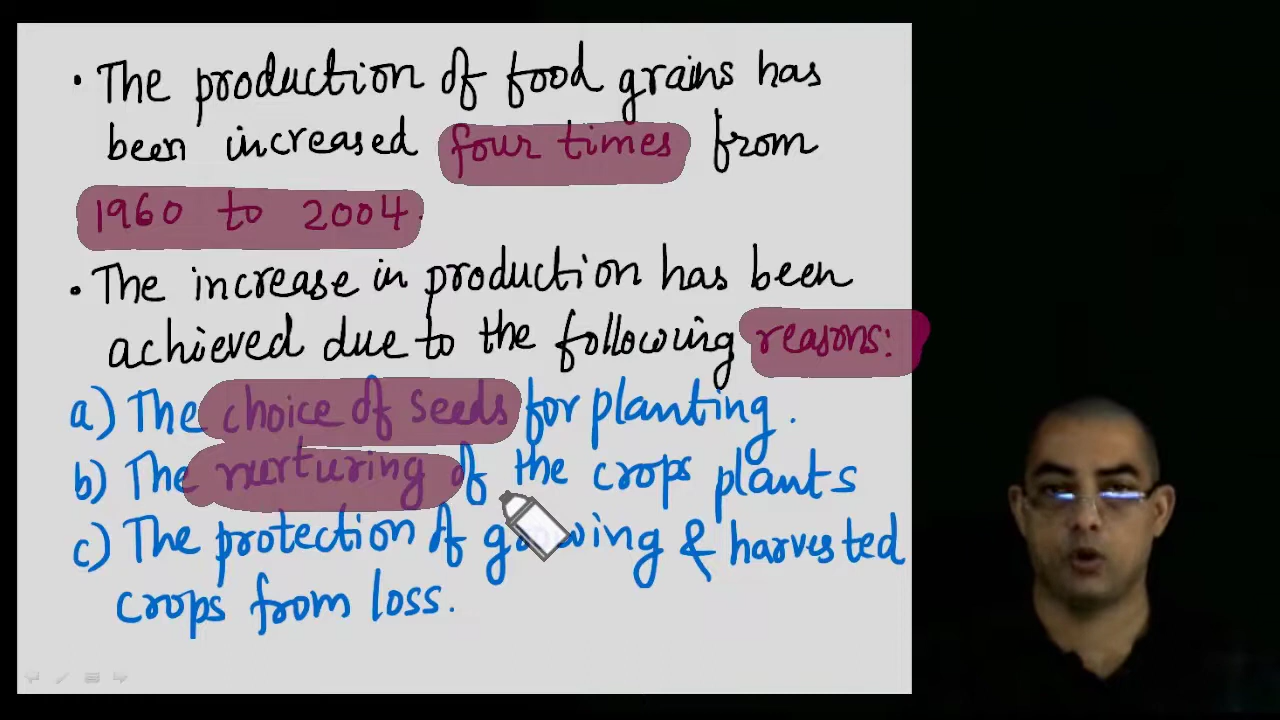 • The production of food grains has
been increased four times from
1960 to 2004.
• The increase in production has been
achieved due to the following reasons:
a) The choice of seeds for planting.
b) The nurturing of the crops plants
c) The protection of growing & harvested
crops from loss.